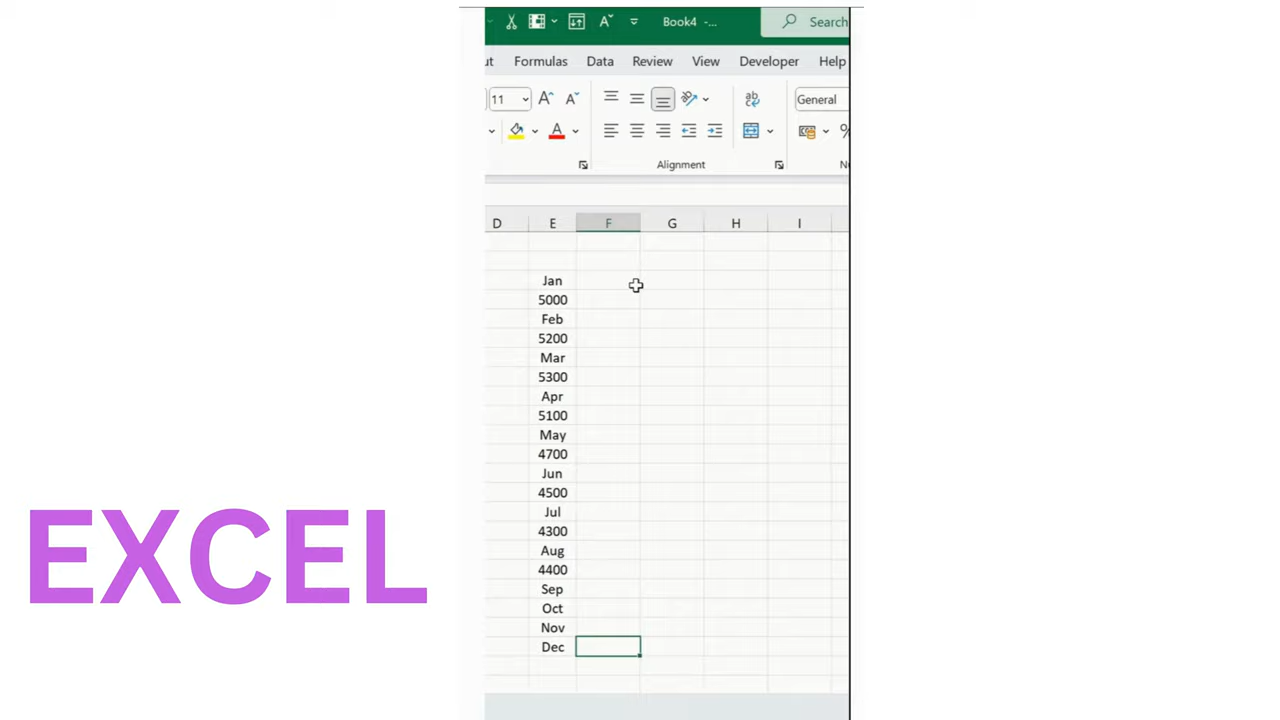 Book4 -...
Search
ut Formulas Data Review View Developer Help
11 General
Alignment
D E F G H I
Jan
5000
Feb
5200
Mar
5300
Apr
5100
May
4700
Jun
4500
Jul
4300
Aug
4400
Sep
Oct
Nov
Dec
EXCEL